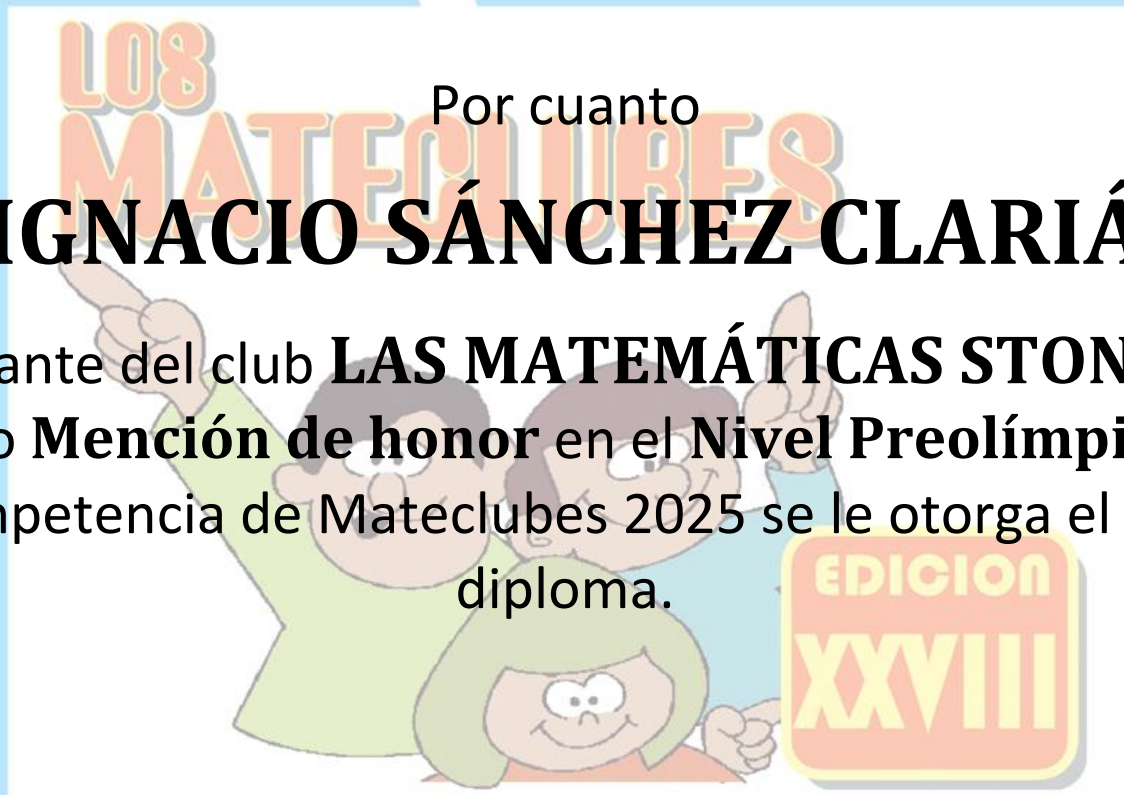 LOS
MATECLUBES
Por cuanto
IGNACIO SÁNCHEZ CLARIÁ
ante del club LAS MATEMÁTICAS STON
o Mención de honor en el Nivel Preolímpi
mpetencia de Mateclubes 2025 se le otorga el
diploma.
EDICION
XXVIII